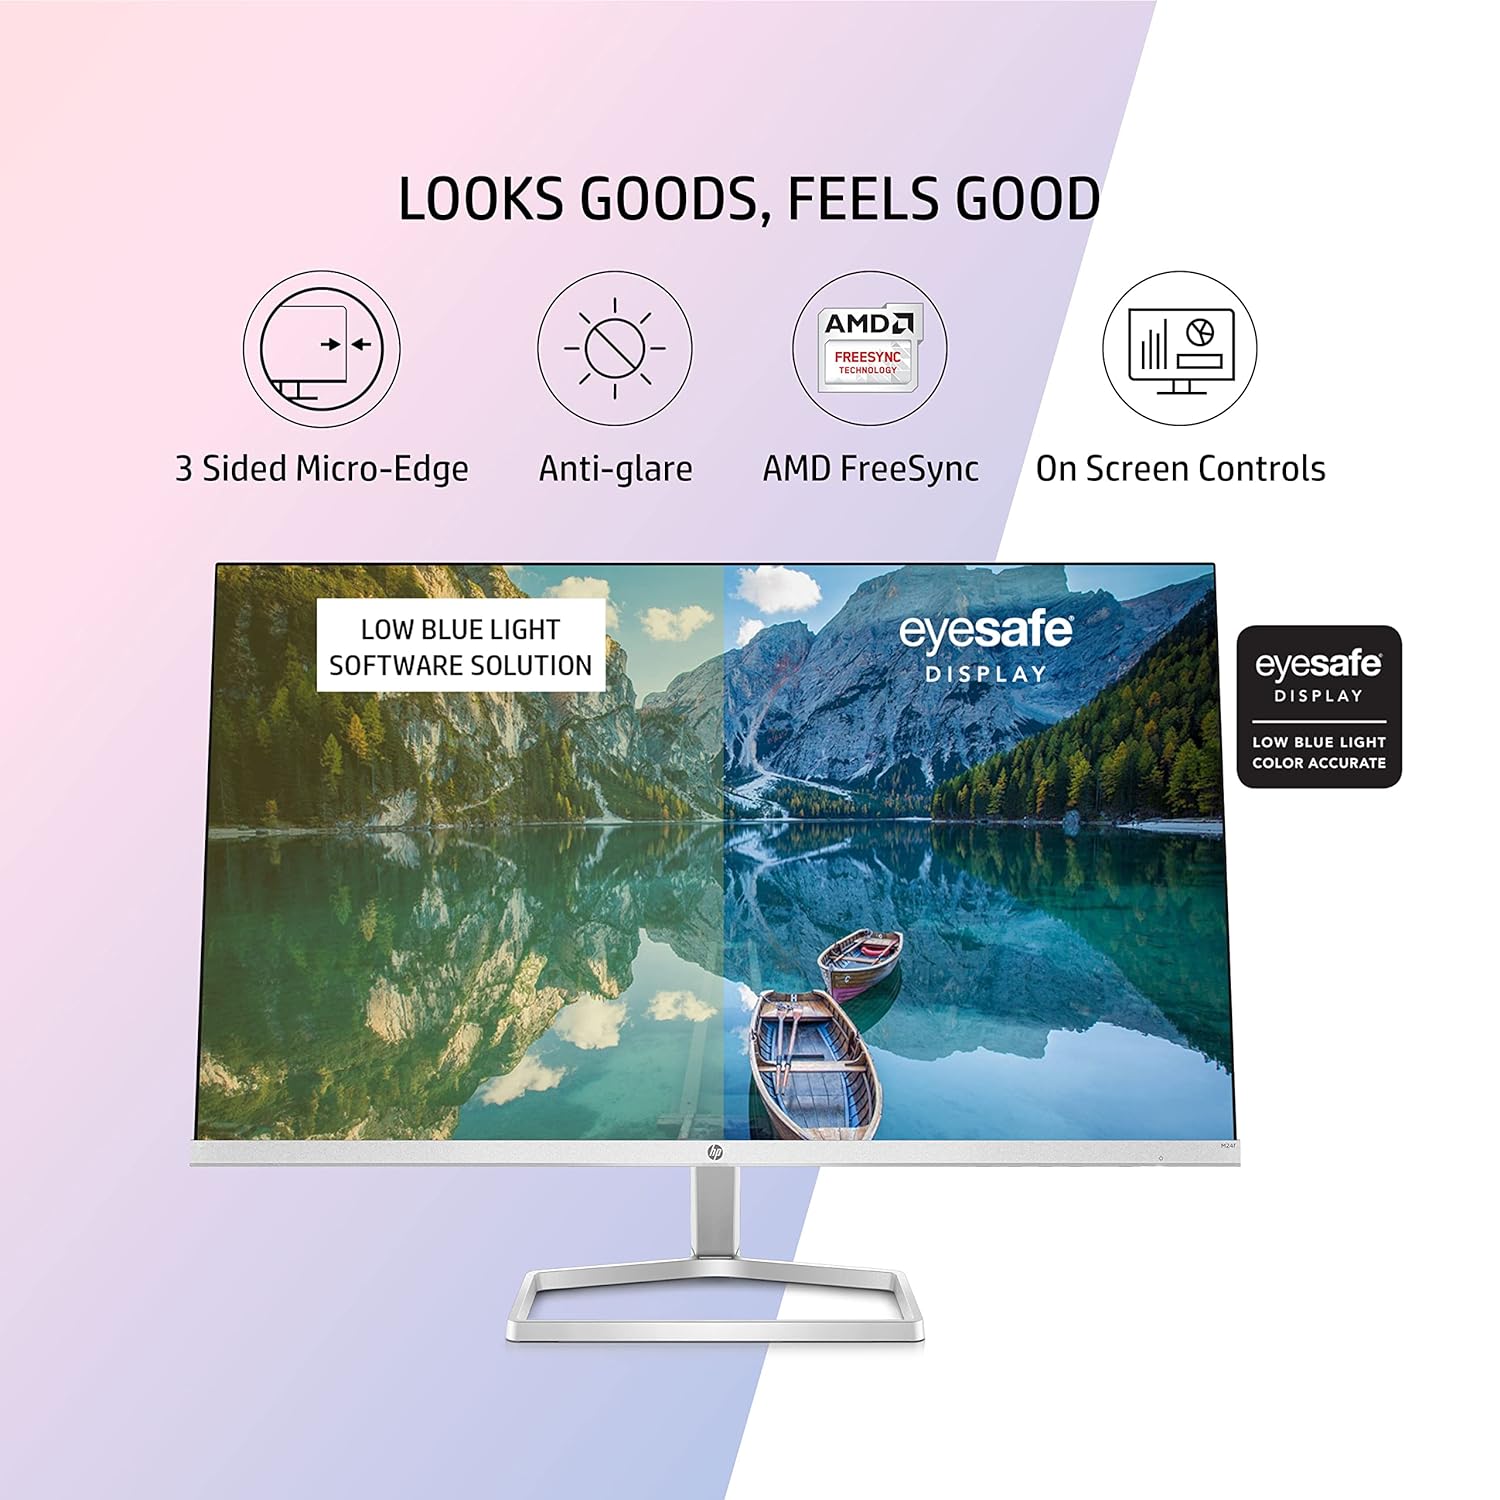 LOOKS GOODS, FEELS GOOD
AMD
FREESYNC
TECHNOLOGY
3 Sided Micro-Edge
Anti-glare
AMD FreeSync
On Screen Controls
LOW BLUE LIGHT
SOFTWARE SOLUTION
eyesafe®
DISPLAY
eyesafe®
DISPLAY
LOW BLUE LIGHT
COLOR ACCURATE
H
C
hp
M24f